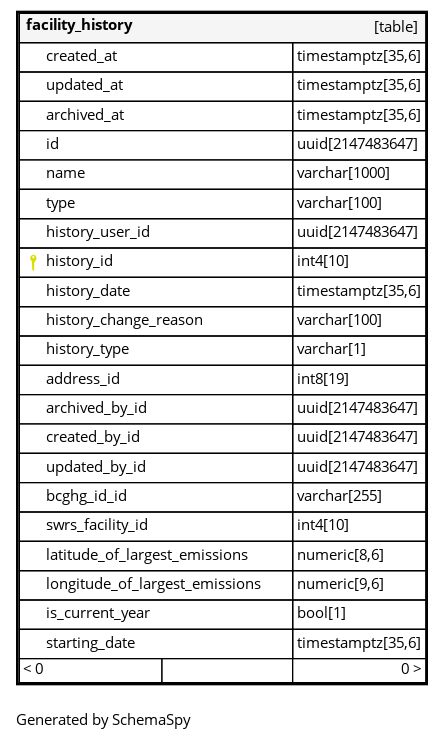 facility_history [table]
created_at timestamptz[35,6]
updated_at timestamptz[35,6]
archived_at timestamptz[35,6]
id uuid[2147483647]
name varchar[1000]
type varchar[100]
history_user_id uuid[2147483647]
history_id int4[10]
history_date timestamptz[35,6]
history_change_reason varchar[100]
history_type varchar[1]
address_id int8[19]
archived_by_id uuid[2147483647]
created_by_id uuid[2147483647]
updated_by_id uuid[2147483647]
bcghg_id_id varchar[255]
swrs_facility_id int4[10]
latitude_of_largest_emissions numeric[8,6]
longitude_of_largest_emissions numeric[9,6]
is_current_year bool[1]
starting_date timestamptz[35,6]
< 0 0 >
Generated by SchemaSpy